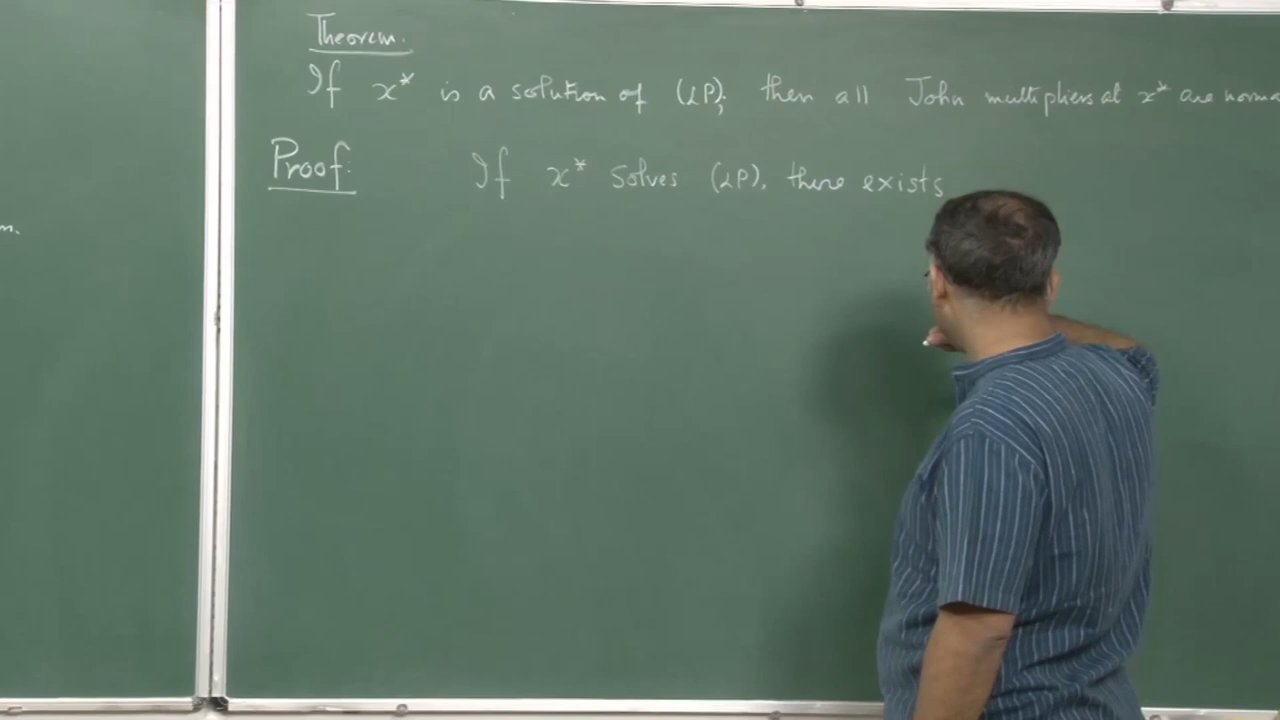 Theorem.
If x* is a solution of (LP); then all John multipliers at x* are norma
m.
Proof: If x* solves (LP), there exists